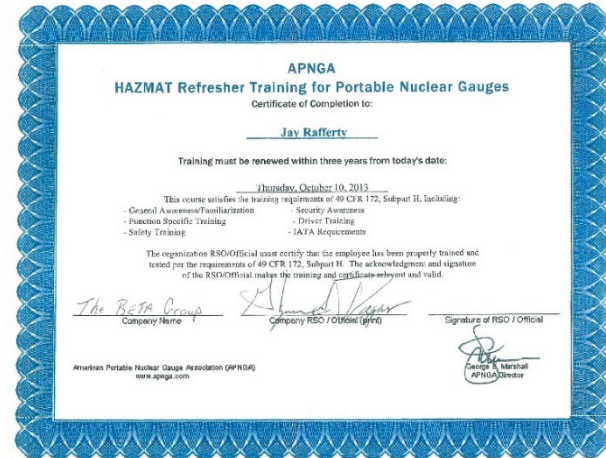 APNGA
HAZMAT Refresher Training for Portable Nuclear Gauges
Certificate of Completion to:
Jay Rafferty
Training must be renewed within three years from today's date:
Thursday, October 10, 2013
This course satisfies the training requirments of 49 CFR 172, Subpart H, Including:
- General Awareness/Familiarization - Security Awareness
- Function Specific Training - Driver Training
- Safety Training - IATA Requirements
The organization RSO/Official must certify that the employee has been properly trained and
tested per the requirements of 49 CFR 172, Subpart H. The acknowledgment and signature
of the RSO/Official makes the training and certificate relevant and valid.
The BETA Group
Company Name Company RSO / Official (print) Signature of RSO / Official
American Portable Nuclear Gauge Association (APNGA)
www.apnga.com
George B. Marshall
APNGA Director